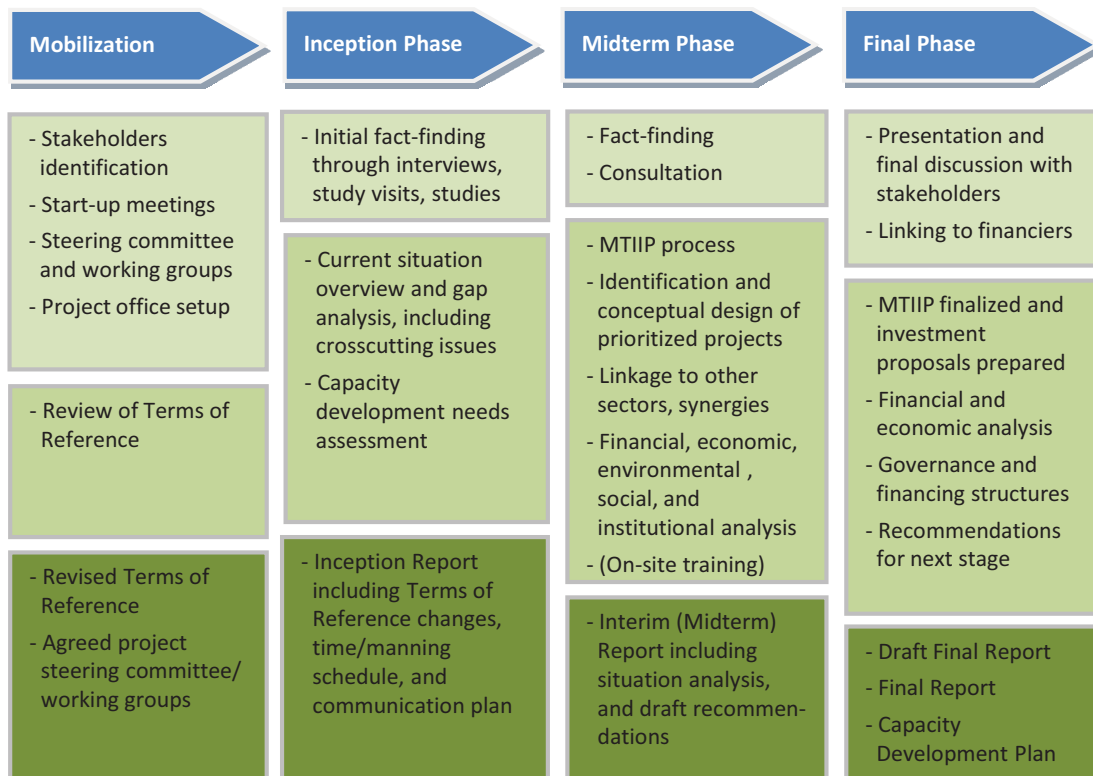 Mobilization
Inception Phase
Midterm Phase
Final Phase
- Stakeholders
identification
- Start-up meetings
- Steering committee
and working groups
- Project office setup
- Review of Terms of
Reference
- Revised Terms of
Reference
- Agreed project
steering committee/
working groups
- Initial fact-finding
through interviews,
study visits, studies
- Current situation
overview and gap
analysis, including
crosscutting issues
- Capacity
development needs
assessment
- Inception Report
including Terms of
Reference changes,
time/manning
schedule, and
communication plan
- Fact-finding
- Consultation
- MTIIP process
- Identification and
conceptual design of
prioritized projects
- Linkage to other
sectors, synergies
- Financial, economic,
environmental ,
social, and
institutional analysis
- (On-site training)
- Interim (Midterm)
Report including
situation analysis,
and draft recommen-
dations
- Presentation and
final discussion with
stakeholders
- Linking to financiers
- MTIIP finalized and
investment
proposals prepared
- Financial and
economic analysis
- Governance and
financing structures
- Recommendations
for next stage
- Draft Final Report
- Final Report
- Capacity
Development Plan